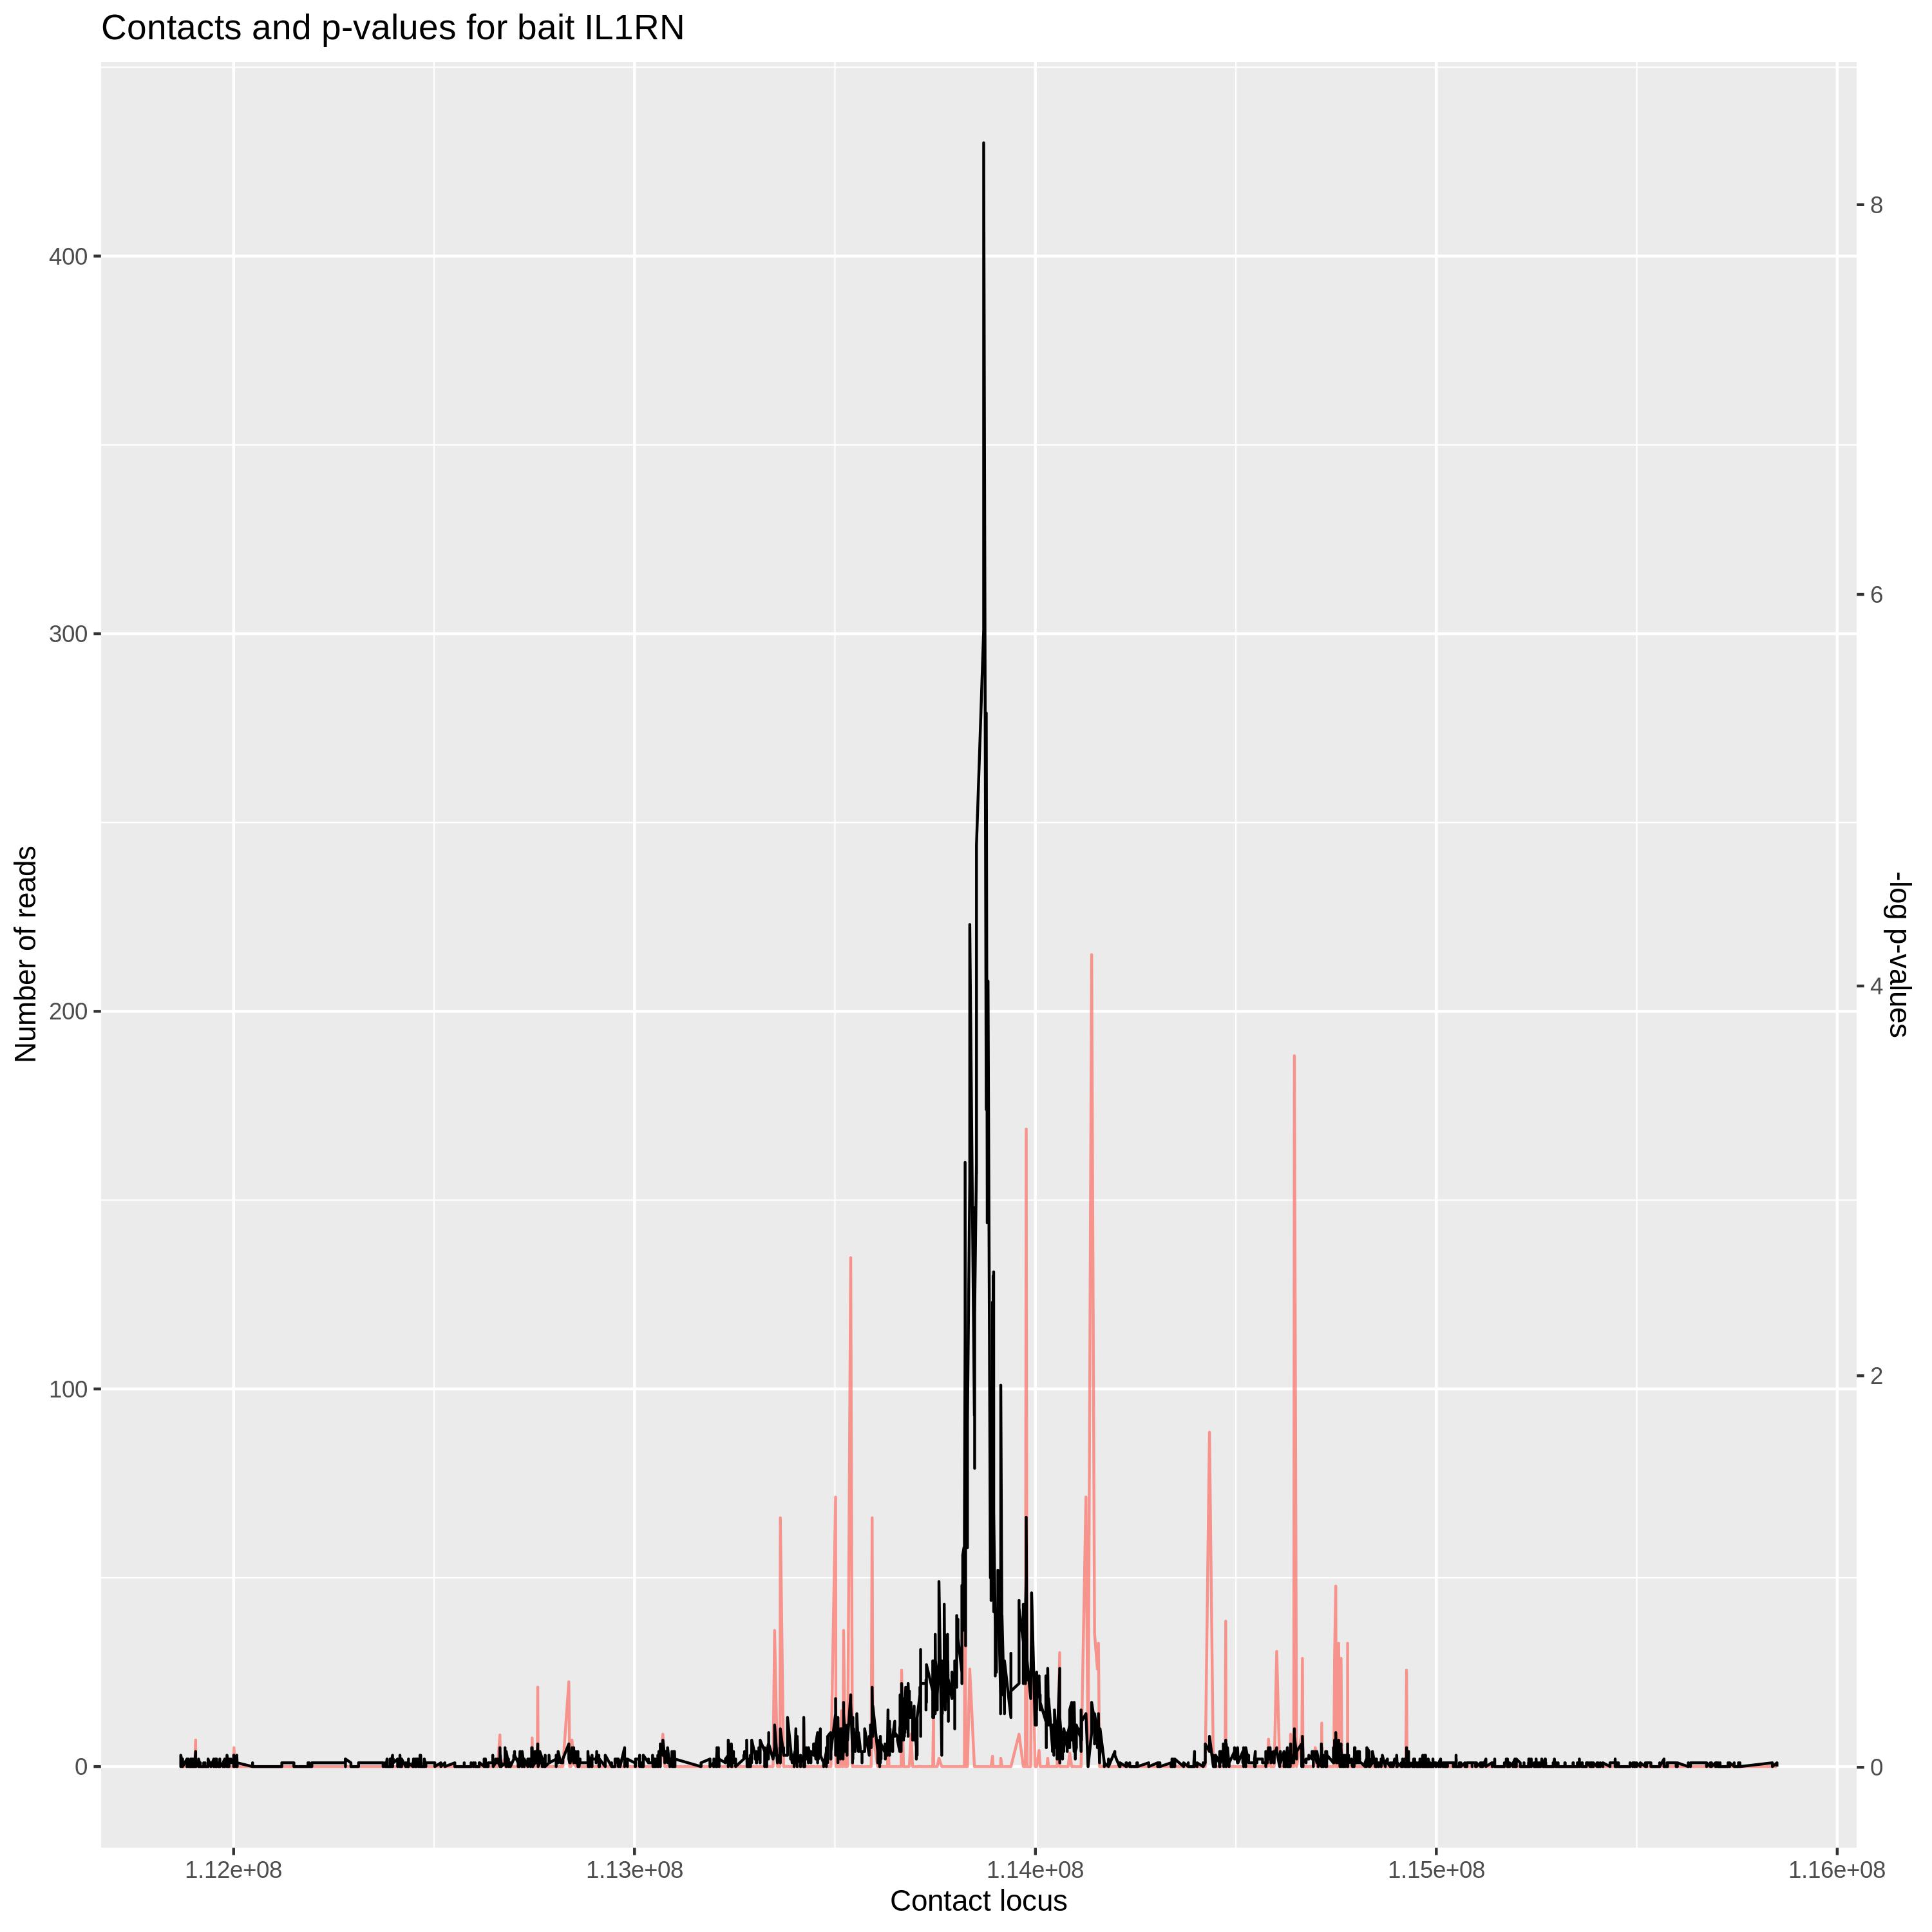 Contacts and p-values for bait IL1RN
400
300
200
100
0
Number of reads
8
6
4
2
0
-log p-values
1.12e+08
1.13e+08
1.14e+08
1.15e+08
1.16e+08
Contact locus